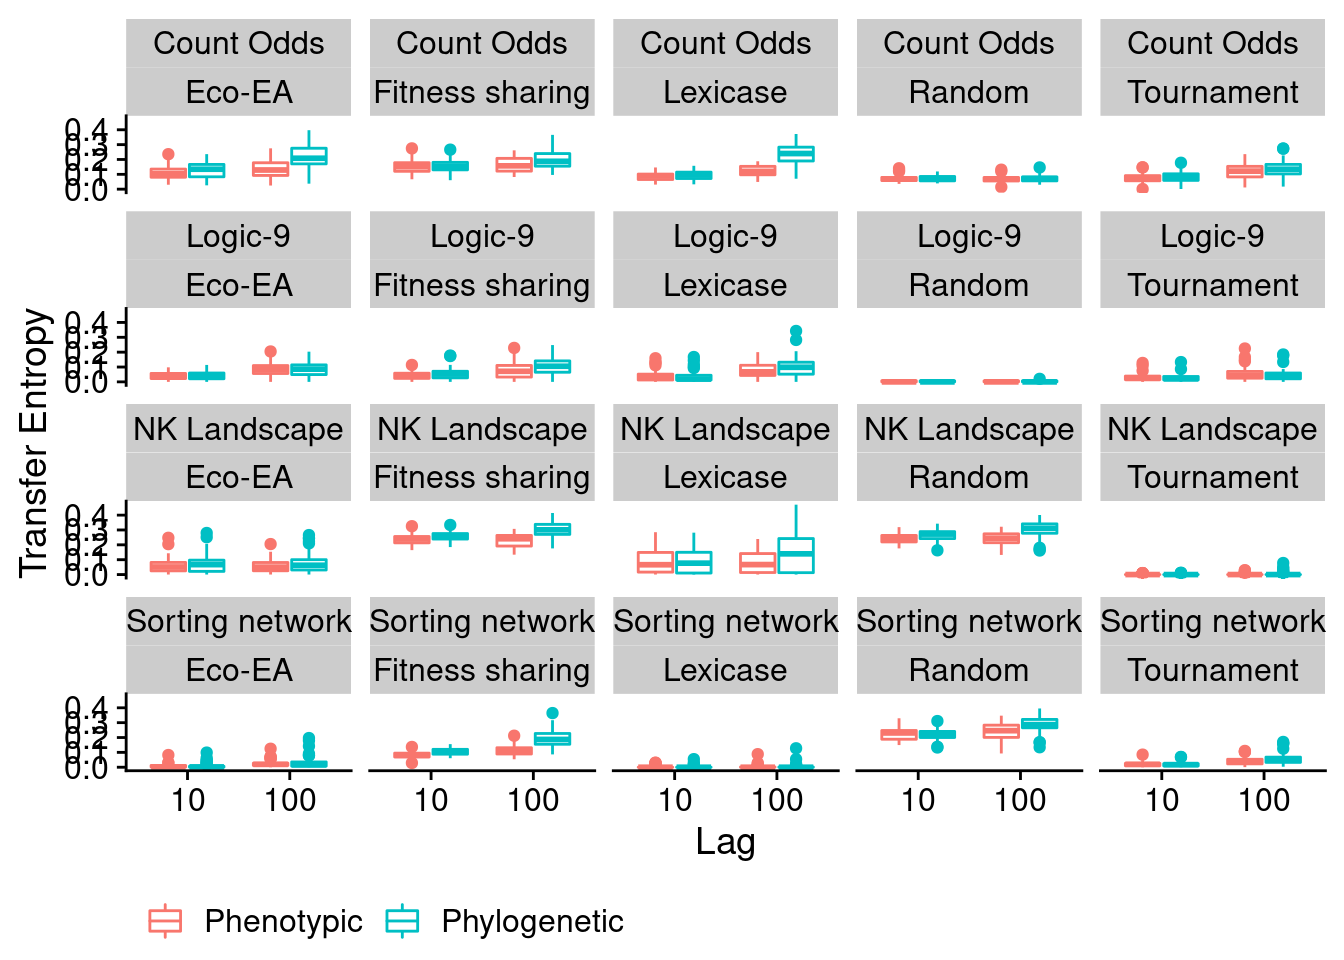 Count Odds Count Odds Count Odds Count Odds Count Odds
Eco-EA Fitness sharing Lexicase Random Tournament
0.4
0.3
0.2
0.1
0.0
Logic-9 Logic-9 Logic-9 Logic-9 Logic-9
Eco-EA Fitness sharing Lexicase Random Tournament
0.4
0.3
0.2
0.1
0.0
NK Landscape NK Landscape NK Landscape NK Landscape NK Landscape
Eco-EA Fitness sharing Lexicase Random Tournament
0.4
0.3
0.2
0.1
0.0
Sorting network Sorting network Sorting network Sorting network Sorting network
Eco-EA Fitness sharing Lexicase Random Tournament
0.4
0.3
0.2
0.1
0.0
Transfer Entropy
10 100 10 100 10 100 10 100 10 100
Lag
Phenotypic Phylogenetic